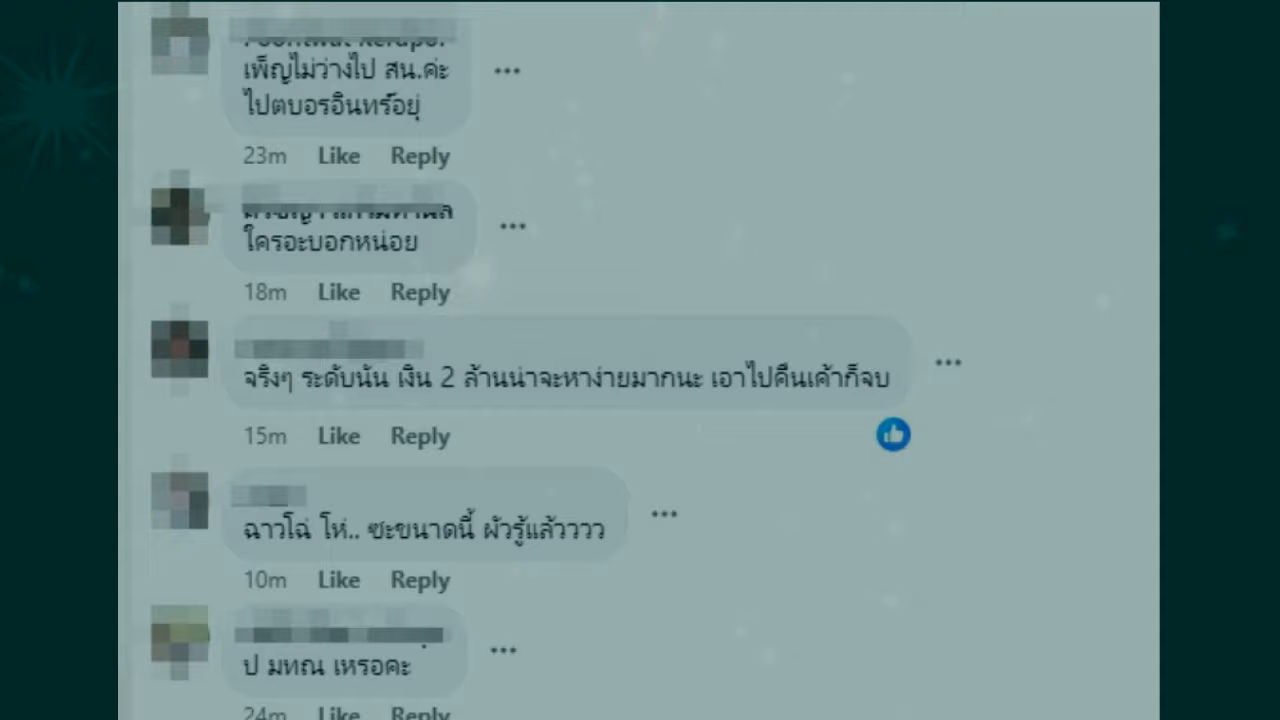 เพ็ญไม่ว่างไป สน.ค่ะ
ไปตบอรอินทร์อยุ่
23m Like Reply
ใครอะบอกหน่อย
18m Like Reply
จริงๆ ระดับนั้น เงิน 2 ล้านน่าจะหาง่ายมากนะ เอาไปคืนเค้าก็จบ
15m Like Reply
ฉาวโฉ่ โห่.. ซะขนาดนี้ ผัวรู้แล้วววว
10m Like Reply
ป มทณ เหรอคะ
24m Like Reply